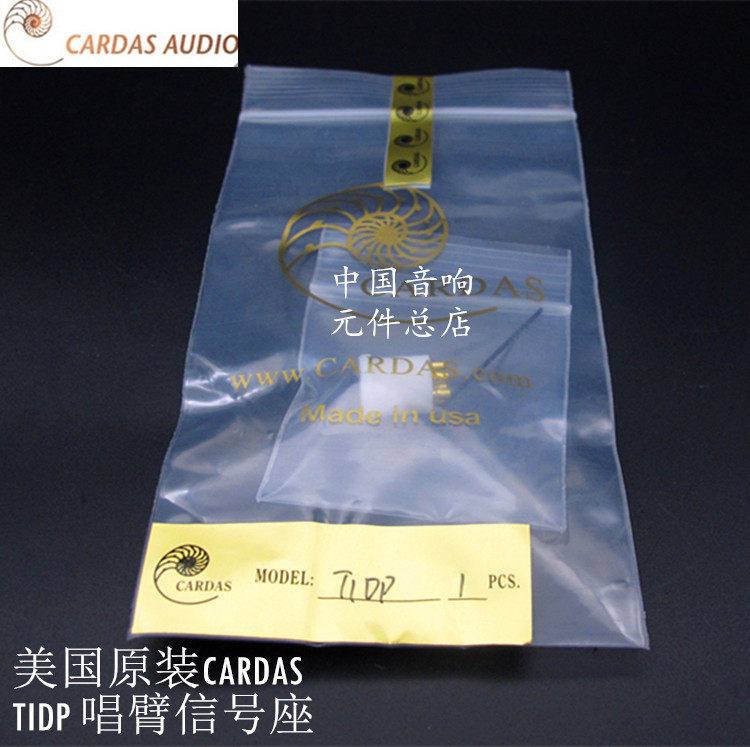 CARDAS AUDIO
CARDAS
中国音响
CARDAS
元件总店
www.CARDAS.com
Made in usa
CARDAS
MODEL: TIDP 1 PCS.
美国原装CARDAS
TIDP 唱臂信号座